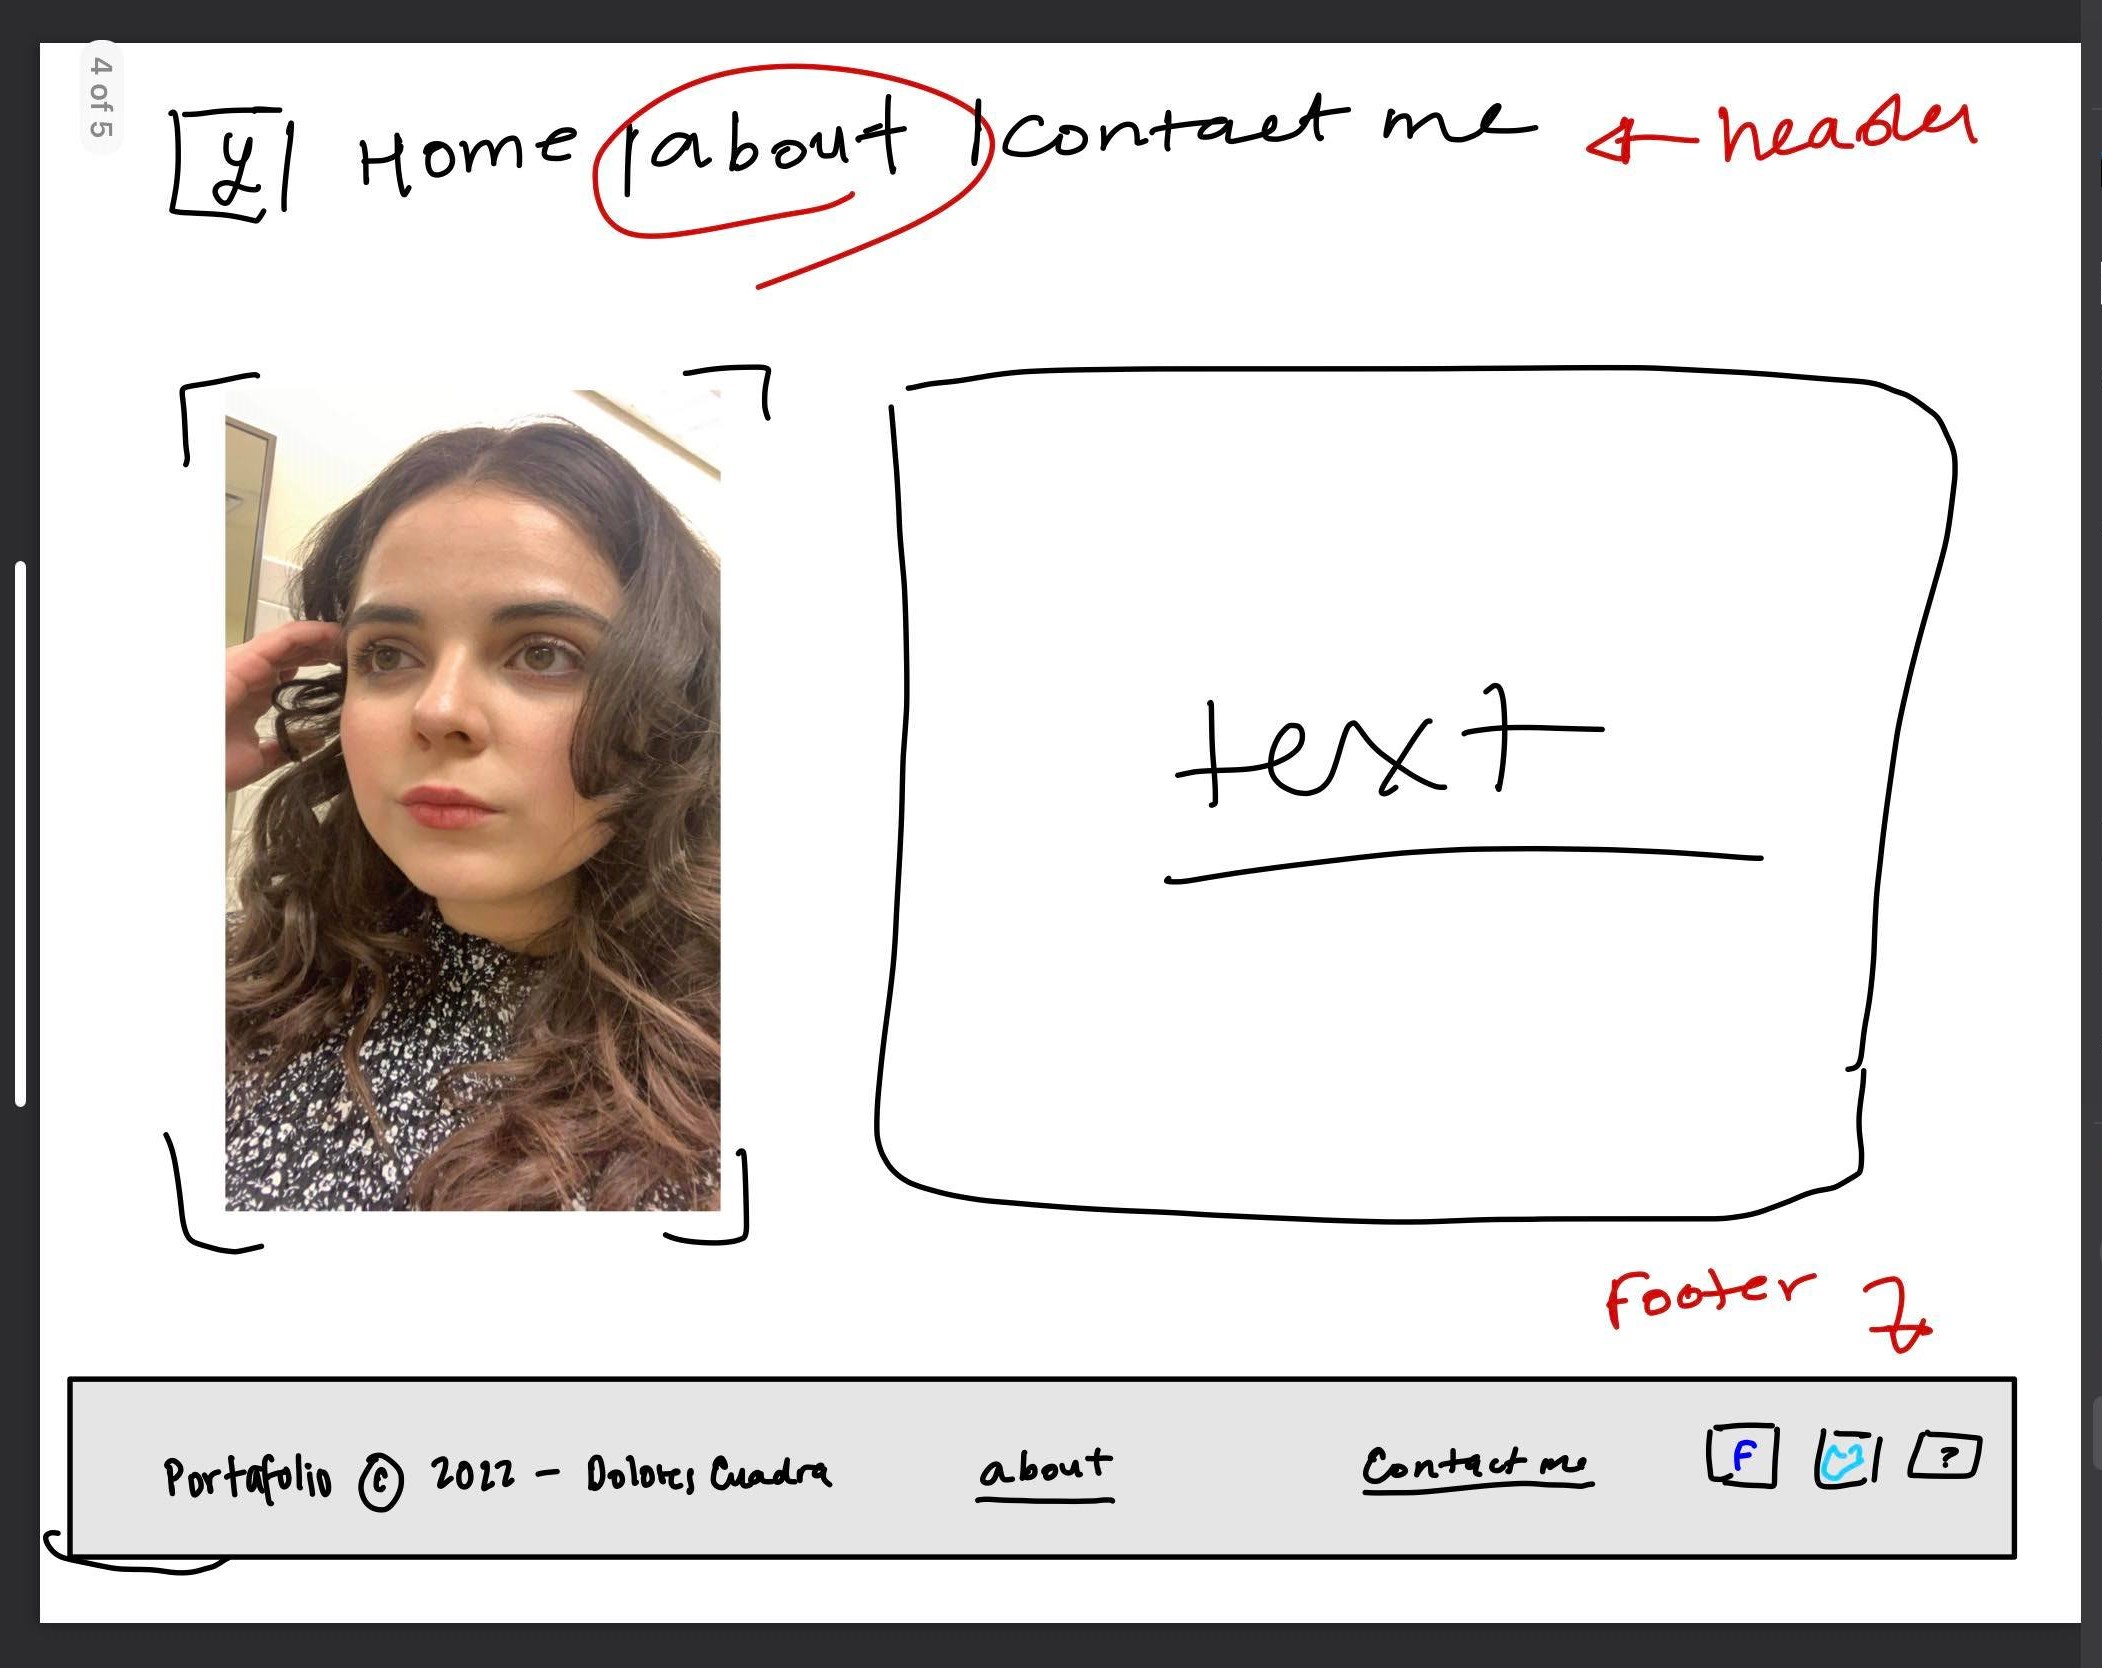 4 of 5
Home | about | contact me ← header
text
Footer
Portafolio © 2022 - Dolores Cuadra about Contact me F ?